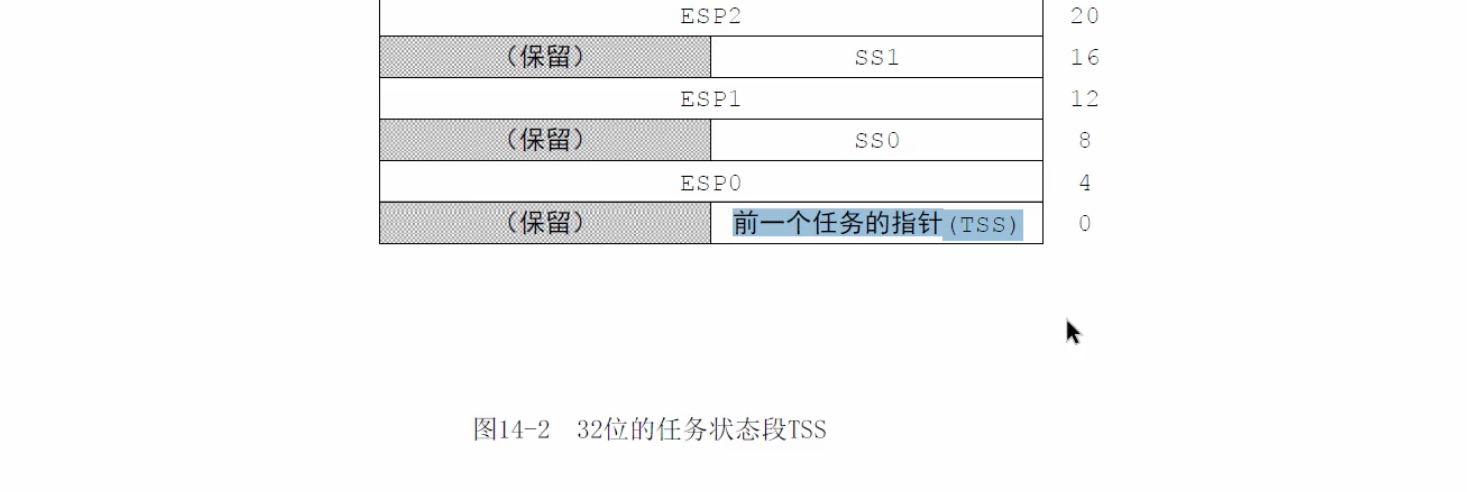 ESP2 20
（保留） SS1 16
ESP1 12
（保留） SS0 8
ESP0 4
（保留） 前一个任务的指针(TSS) 0
图14-2 32位的任务状态段TSS